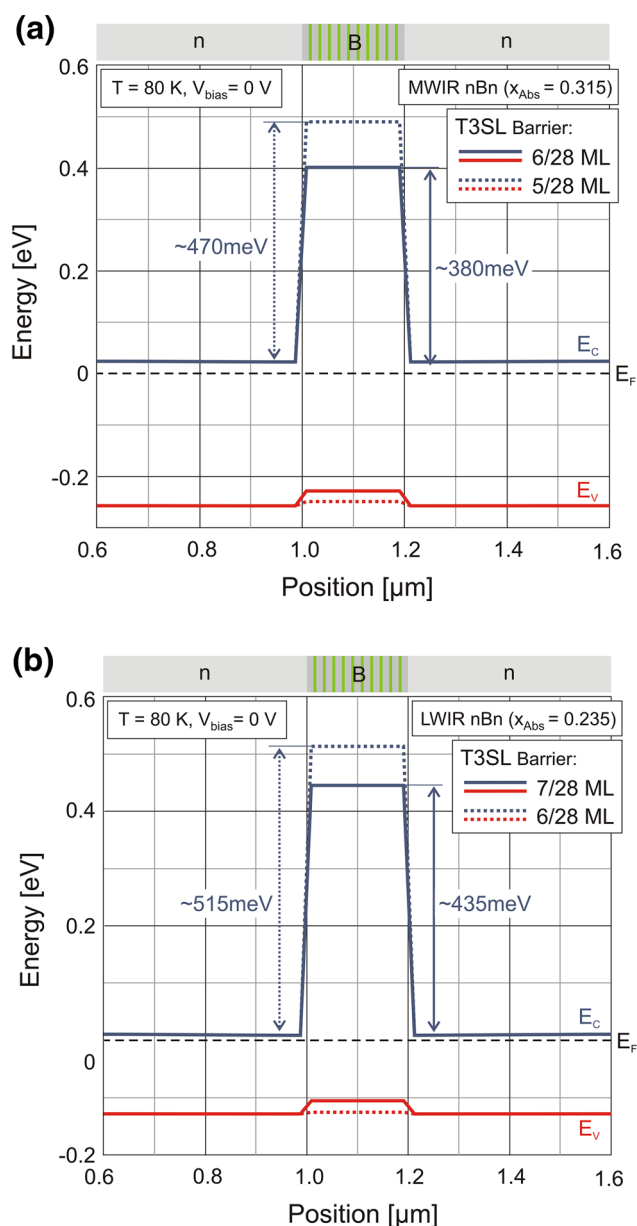 (a)
n B n
0.6
T = 80 K, Vbias= 0 V
MWIR nBn (xAbs = 0.315)
T3SL Barrier:
6/28 ML
5/28 ML
0.4
~470meV
~380meV
Energy [eV]
0.2
EC
0
EF
-0.2
EV
0.6 0.8 1.0 1.2 1.4 1.6
Position [µm]
(b)
n B n
0.6
T = 80 K, Vbias= 0 V
LWIR nBn (xAbs = 0.235)
T3SL Barrier:
7/28 ML
6/28 ML
0.4
~515meV
~435meV
Energy [eV]
0.2
EC
EF
0
EV
-0.2
0.6 0.8 1.0 1.2 1.4 1.6
Position [µm]